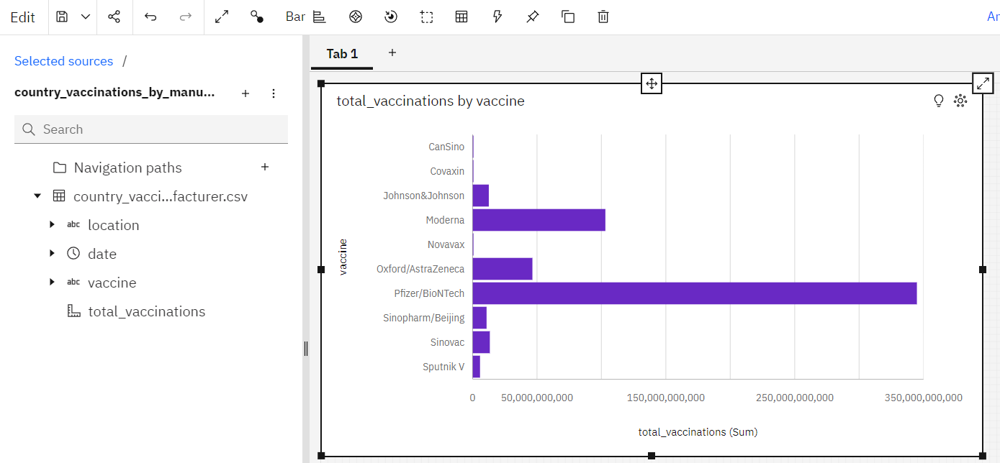 Edit
Bar
Ar
Selected sources /
Tab 1
country_vaccinations_by_manu...
total_vaccinations by vaccine
Search
Navigation paths
country_vacci...facturer.csv
abc location
date
abc vaccine
total_vaccinations
vaccine
CanSino
Covaxin
Johnson&Johnson
Moderna
Novavax
Oxford/AstraZeneca
Pfizer/BioNTech
Sinopharm/Beijing
Sinovac
Sputnik V
0 50,000,000,000 150,000,000,000 250,000,000,000 350,000,000,000
total_vaccinations (Sum)